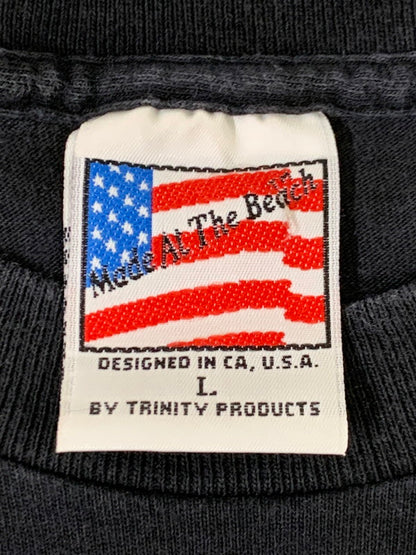 Made At The Beach
DESIGNED IN CA, U.S.A.
L
BY TRINITY PRODUCTS